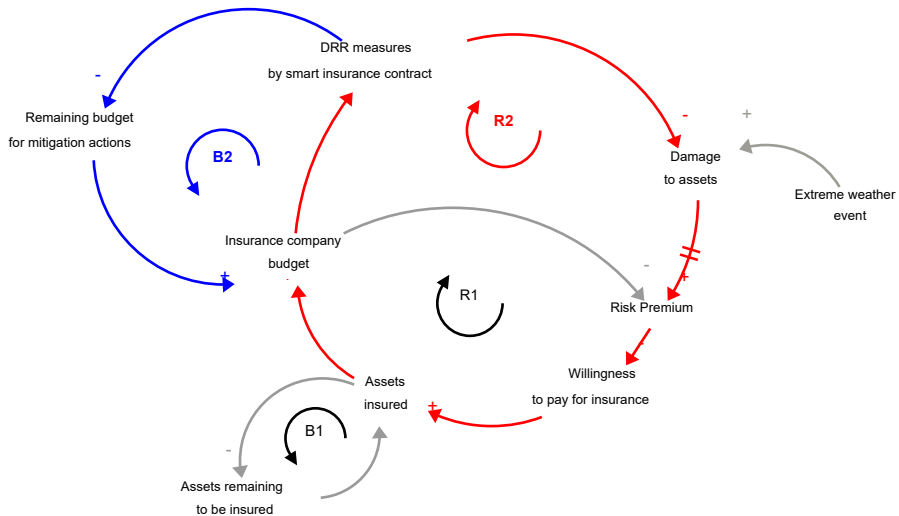 DRR measures
by smart insurance contract
-
Remaining budget
for mitigation actions
B2
R2
-
+
Damage
to assets
Extreme weather
event
Insurance company
budget
+
-
-
+
R1
Risk Premium
-
Willingness
to pay for insurance
Assets
insured
+
B1
-
Assets remaining
to be insured